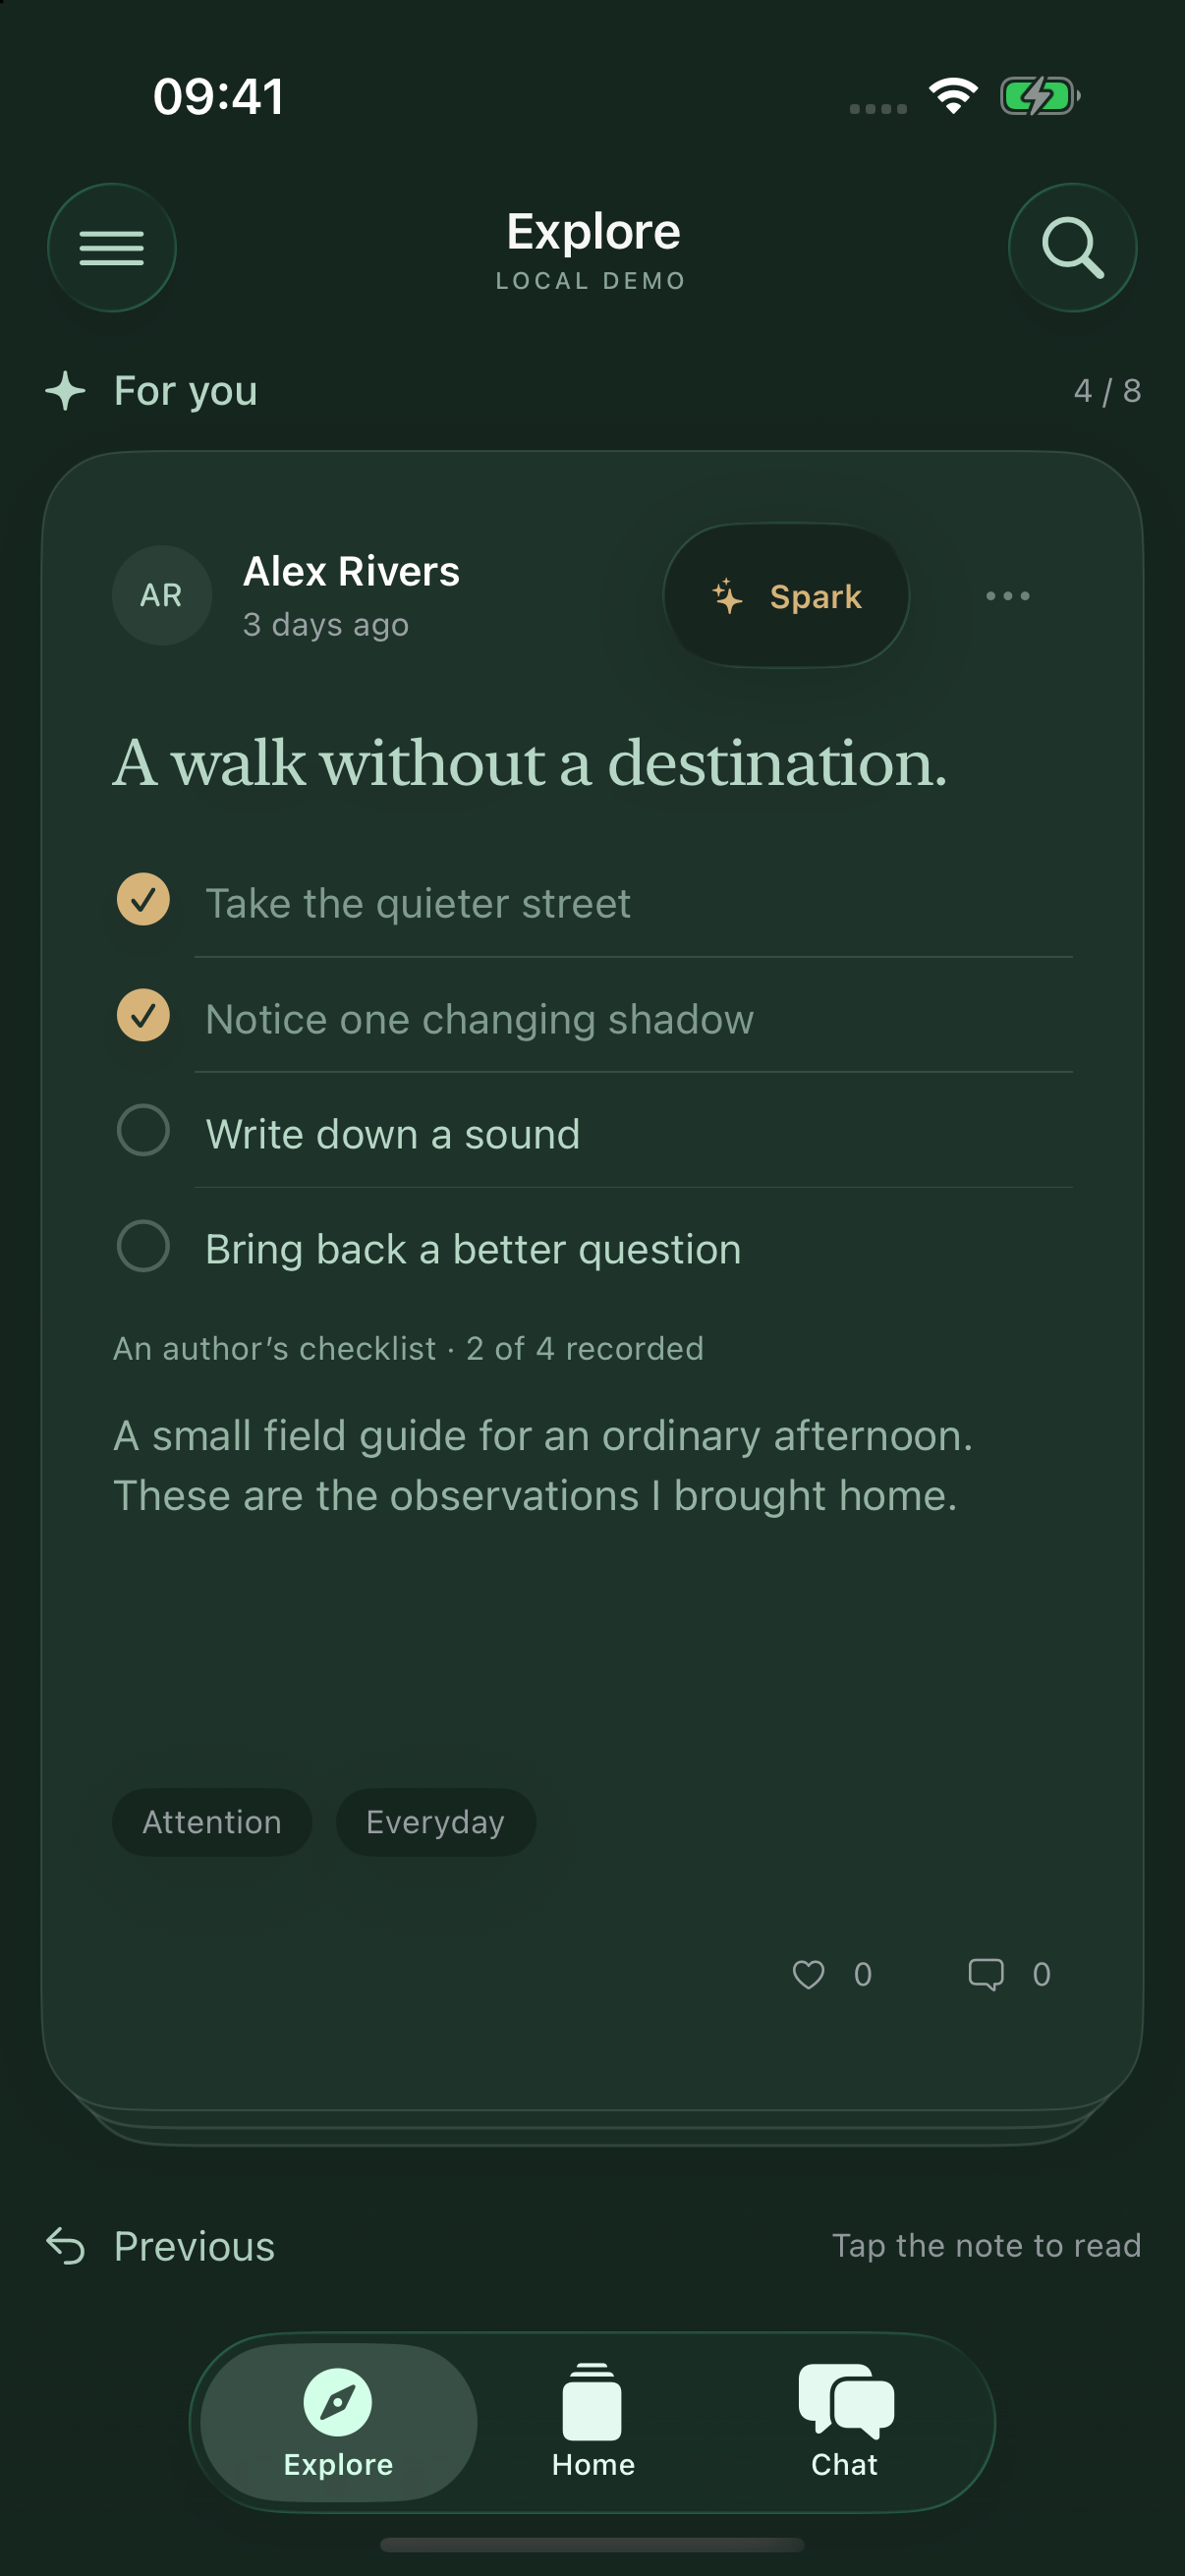 09:41
Explore
LOCAL DEMO
For you
4 / 8
AR
Alex Rivers
3 days ago
Spark
A walk without a destination.
Take the quieter street
Notice one changing shadow
Write down a sound
Bring back a better question
An author’s checklist · 2 of 4 recorded
A small field guide for an ordinary afternoon.
These are the observations I brought home.
Attention
Everyday
0
0
Previous
Tap the note to read
Explore
Home
Chat